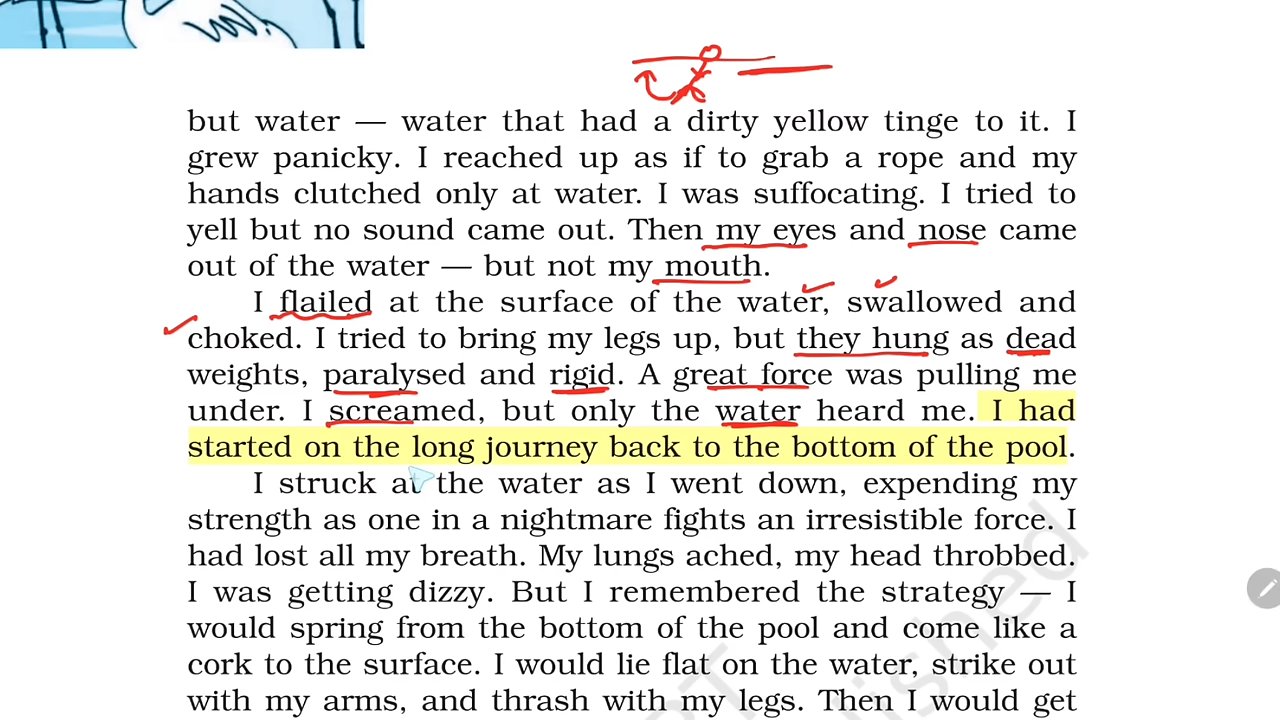 but water — water that had a dirty yellow tinge to it. I
grew panicky. I reached up as if to grab a rope and my
hands clutched only at water. I was suffocating. I tried to
yell but no sound came out. Then my eyes and nose came
out of the water — but not my mouth.
I flailed at the surface of the water, swallowed and
choked. I tried to bring my legs up, but they hung as dead
weights, paralysed and rigid. A great force was pulling me
under. I screamed, but only the water heard me. I had
started on the long journey back to the bottom of the pool.
I struck at the water as I went down, expending my
strength as one in a nightmare fights an irresistible force. I
had lost all my breath. My lungs ached, my head throbbed.
I was getting dizzy. But I remembered the strategy — I
would spring from the bottom of the pool and come like a
cork to the surface. I would lie flat on the water, strike out
with my arms, and thrash with my legs. Then I would get